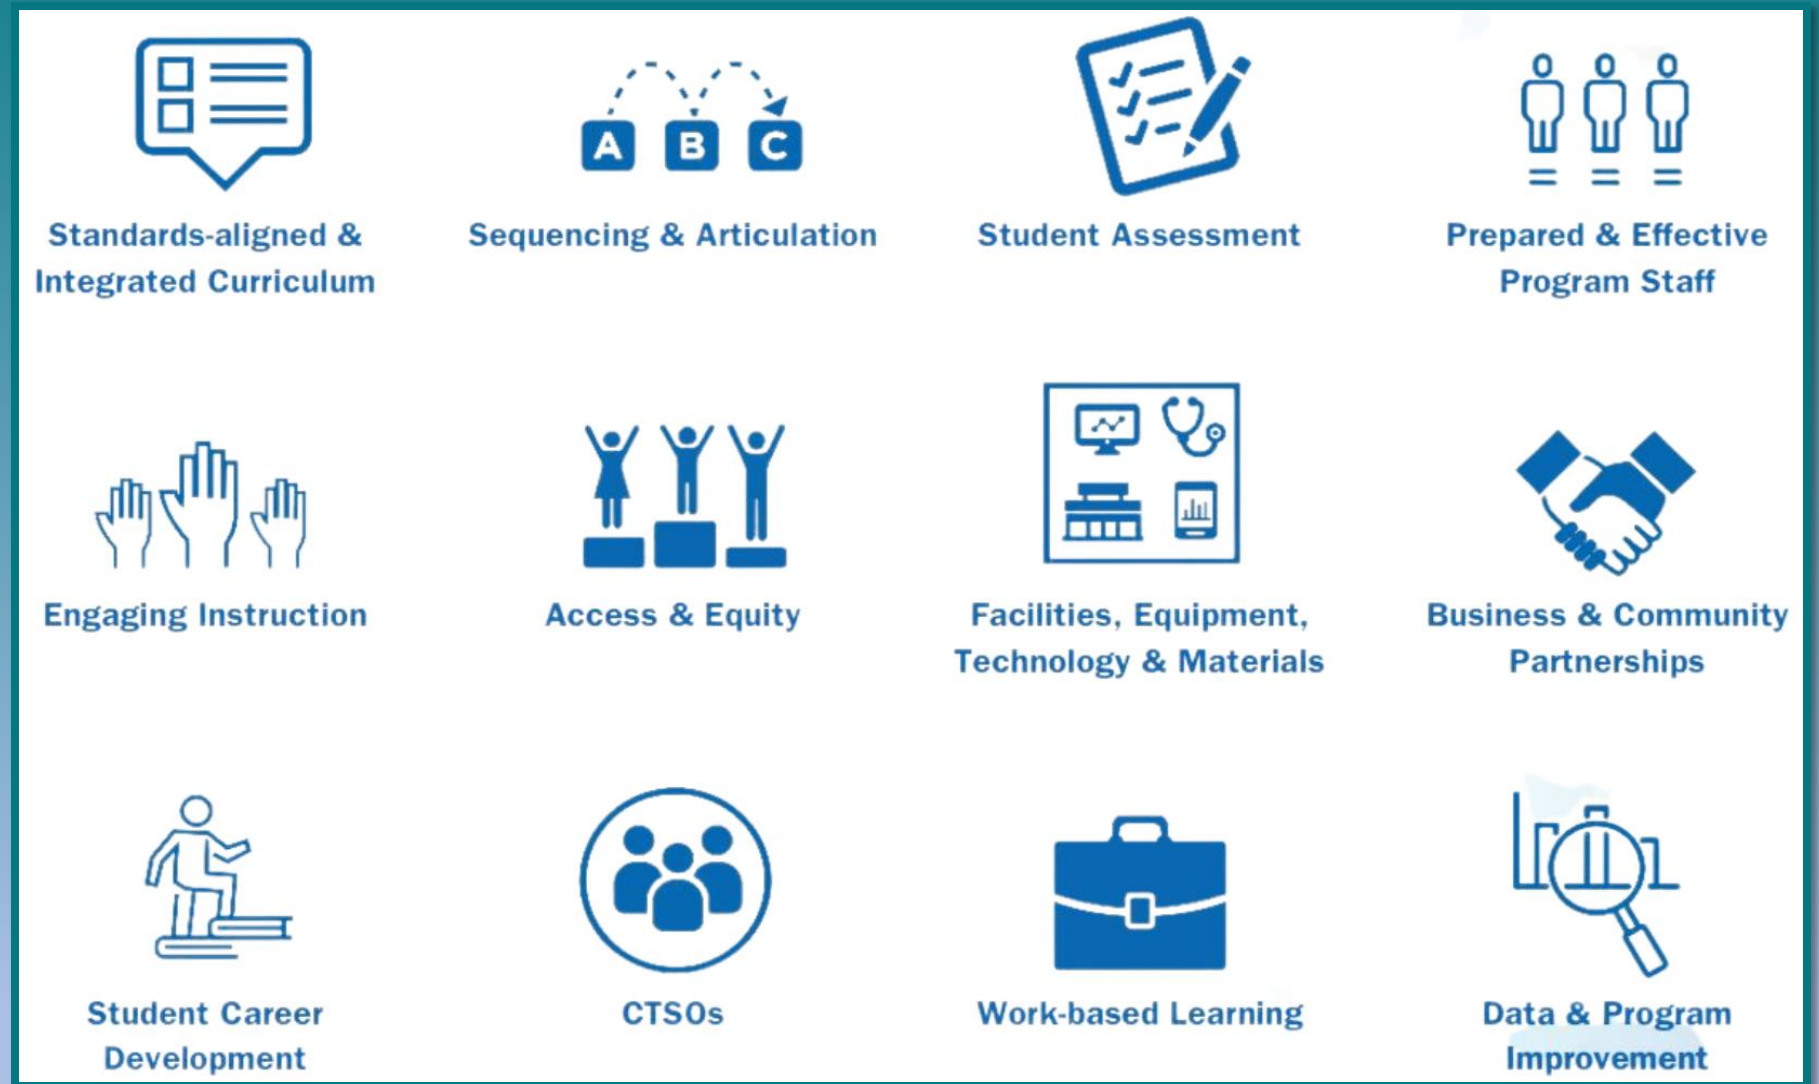 A B C
Standards-aligned &
Integrated Curriculum
Sequencing & Articulation
Student Assessment
Prepared & Effective
Program Staff
Engaging Instruction
Access & Equity
Facilities, Equipment,
Technology & Materials
Business & Community
Partnerships
Student Career
Development
CTSOs
Work-based Learning
Data & Program
Improvement